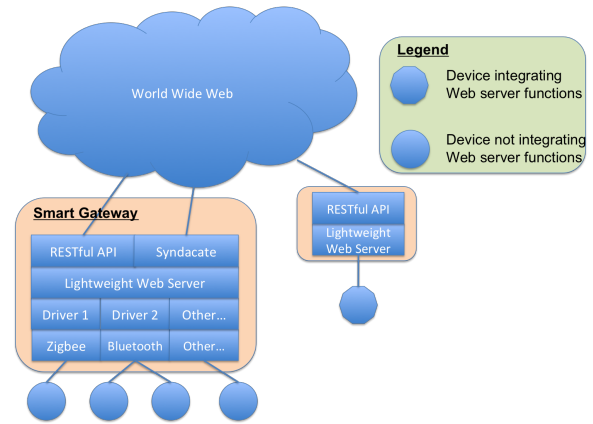 World Wide Web
Legend
Device integrating
Web server functions
Device not integrating
Web server functions
Smart Gateway
RESTful API
Syndacate
Lightweight Web Server
Driver 1
Driver 2
Other...
Zigbee
Bluetooth
Other...
RESTful API
Lightweight
Web Server